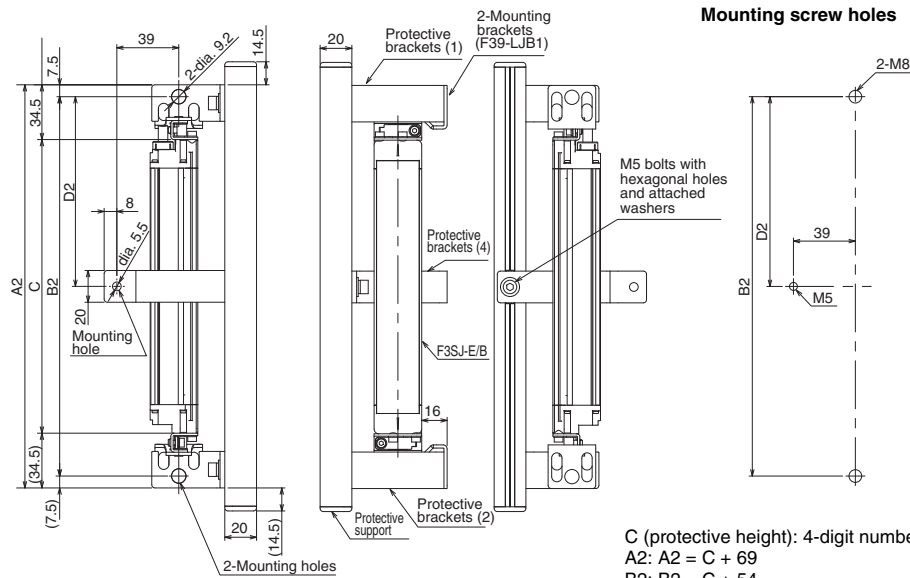 Mounting screw holes
2-Mounting
brackets
(F39-LJB1)
Protective
brackets (1)
39
2-dia. 9.2
14.5
20
7.5
34.5
2-M8
M5 bolts with
hexagonal holes
and attached
washers
D2
8
dia. 5.5
A2
C
B2
20
Mounting
hole
Protective
brackets (4)
F3SJ-E/B
16
39
D2
B2
M5
(34.5)
(7.5)
20
(14.5)
Protective
support
Protective
brackets (2)
2-Mounting holes
C (protective height): 4-digit numbe
A2: A2 = C + 69
B2: B2 = C + 54